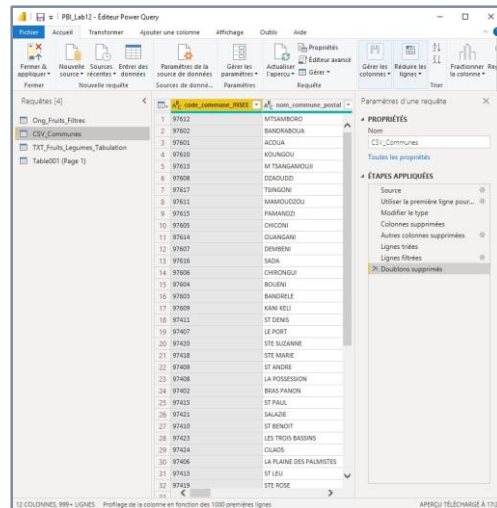 PBI_Lab12 - Éditeur Power Query
Fichier Accueil Transformer Ajouter une colonne Affichage Outils Aide
Fermer & appliquer
Nouvelle source
Sources récentes
Entrer des données
Paramètres de la source de données
Gérer les paramètres
Actualiser l'aperçu
Propriétés
Éditeur avancé
Gérer
Gérer les colonnes
Réduire les lignes
Fractionner la colonne
Fermer Nouvelle requête Sources de donné... Paramètres Requête Trier
Requêtes [4]
Ong_Fruits_Filtres
CSV_Communes
TXT_Fruits_Legumes_Tabulation
Table001 (Page 1)
code_commune_INSEE nom_commune_postal
1 97612 MTSAMBORO
2 97602 BANDRABOUA
3 97601 ACOUA
4 97610 KOUNGOU
5 97613 M TSANGAMOUJI
6 97608 DZAOUDZI
7 97617 TSINGONI
8 97611 MAMOUDZOU
9 97615 PAMANDZI
10 97605 CHICONI
11 97614 OUANGANI
12 97607 DEMBENI
13 97616 SADA
14 97606 CHIRONGUI
15 97604 BOUENI
16 97603 BANDRELE
17 97609 KANI KELI
18 97411 ST DENIS
19 97407 LE PORT
20 97420 STE SUZANNE
21 97418 STE MARIE
22 97409 ST ANDRE
23 97408 LA POSSESSION
24 97402 BRAS PANON
25 97415 ST PAUL
26 97421 SALAZIE
27 97410 ST BENOIT
28 97423 LES TROIS BASSINS
29 97424 CILAOS
30 97406 LA PLAINE DES PALMISTES
31 97413 ST LEU
32 97419 STE ROSE
Paramètres d'une requête
PROPRIÉTÉS
Nom
CSV_Communes
Toutes les propriétés
ÉTAPES APPLIQUÉES
Source
Utiliser la première ligne pour...
Modifier le type
Colonnes supprimées
Autres colonnes supprimées
Lignes triées
Lignes filtrées
Doublons supprimés
12 COLONNES, 999+ LIGNES Profilage de la colonne en fonction des 1000 premières lignes APERÇU TÉLÉCHARGÉ À